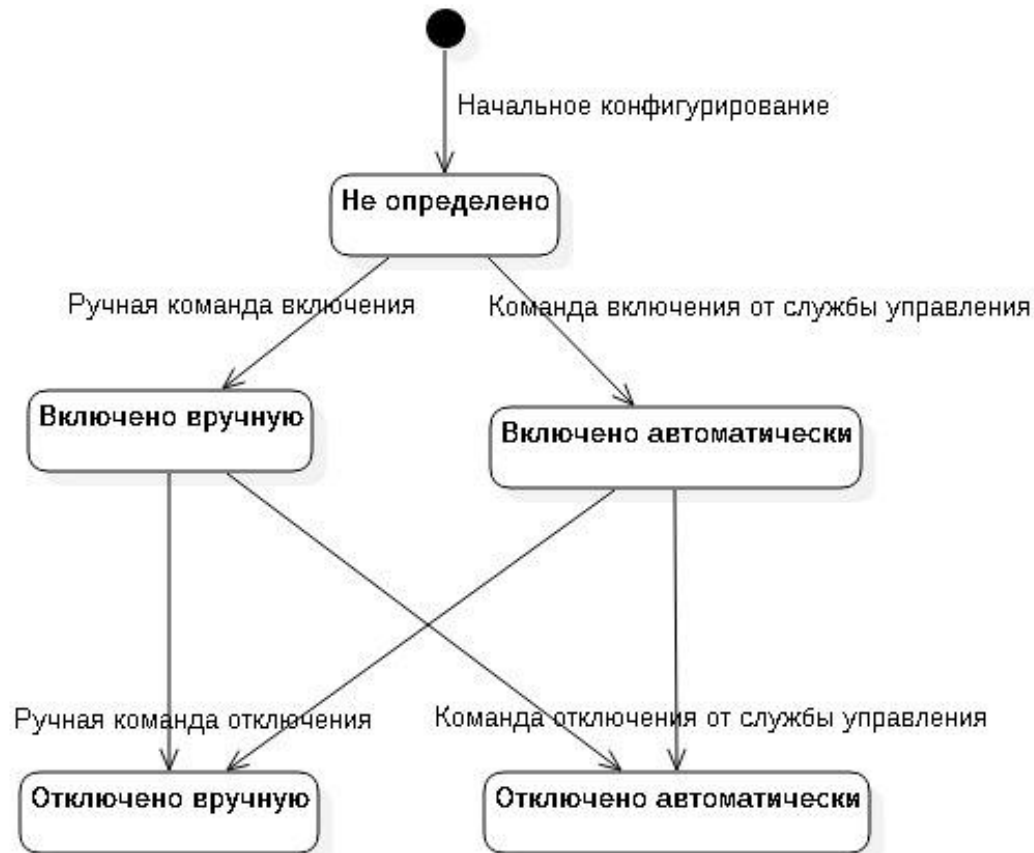 Начальное конфигурирование
Не определено
Ручная команда включения
Команда включения от службы управления
Включено вручную
Включено автоматически
Ручная команда отключения
Команда отключения от службы управления
Отключено вручную
Отключено автоматически